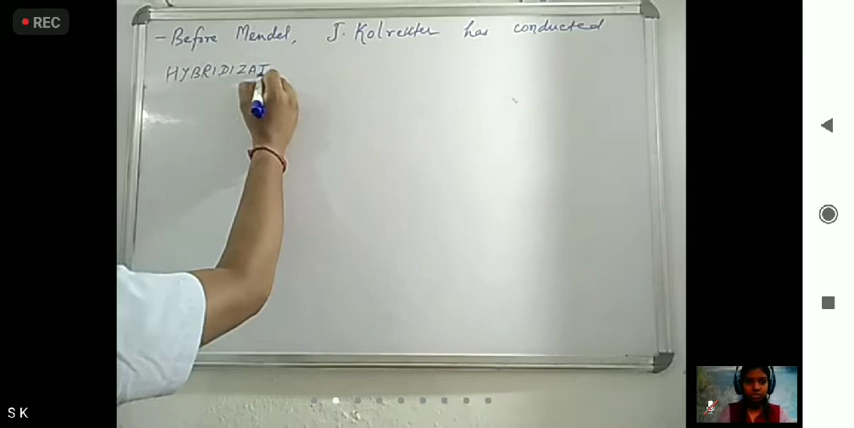 REC
- Before Mendel, J. Kolreuter has conducted
HYBRIDIZAT
S K